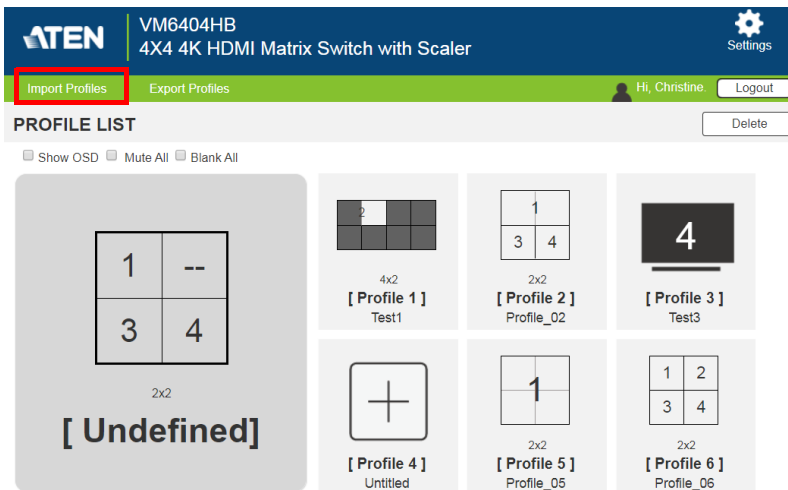 ATEN
VM6404HB
4X4 4K HDMI Matrix Switch with Scaler
Settings
Import Profiles
Export Profiles
Hi, Christine.
Logout
PROFILE LIST
Delete
Show OSD
Mute All
Blank All
1 --
3 4
2x2
[ Undefined]
2
4x2
[ Profile 1 ]
Test1
1
3 4
2x2
[ Profile 2 ]
Profile_02
4
[ Profile 3 ]
Test3
[ Profile 4 ]
Untitled
1
2x2
[ Profile 5 ]
Profile_05
1 2
3 4
2x2
[ Profile 6 ]
Profile_06